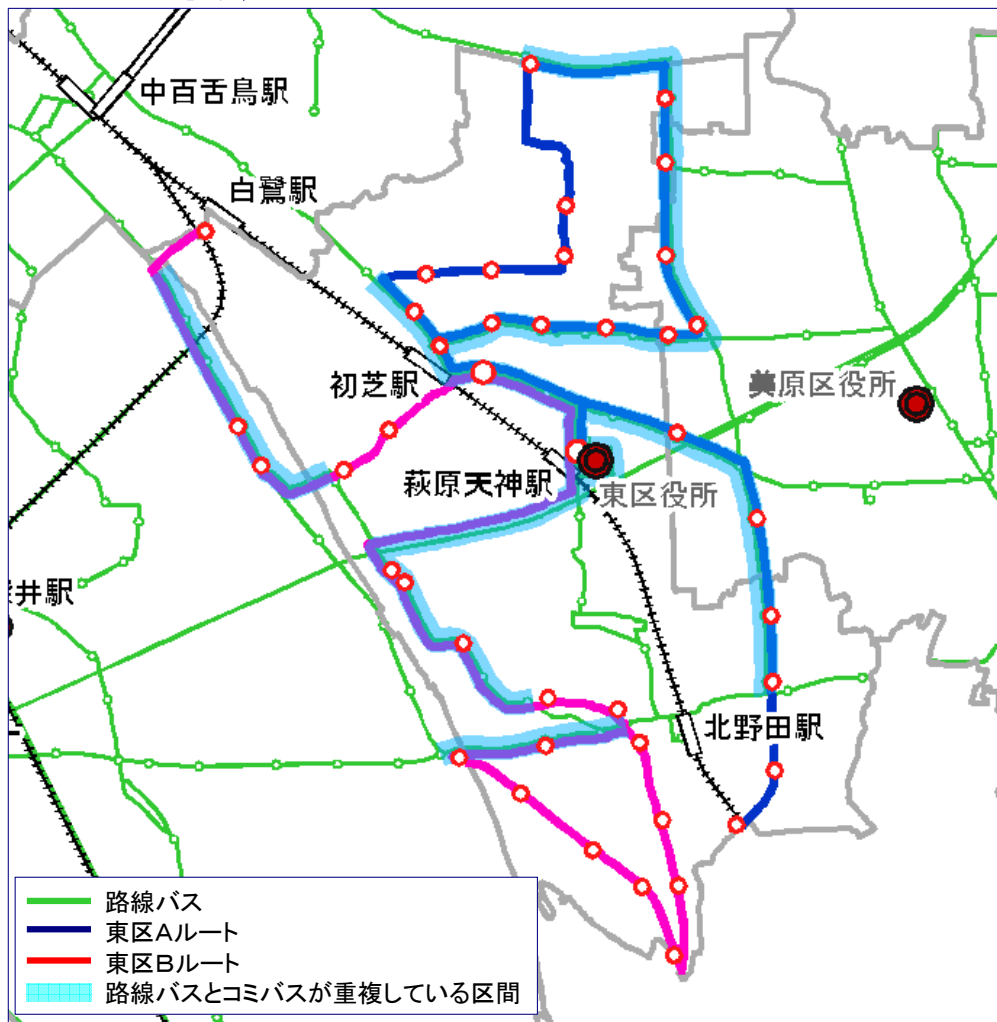 中百舌鳥駅
白鷺駅
初芝駅
美原区役所
萩原天神駅
東区役所
井駅
北野田駅
路線バス
東区Aルート
東区Bルート
路線バスとコミバスが重複している区間